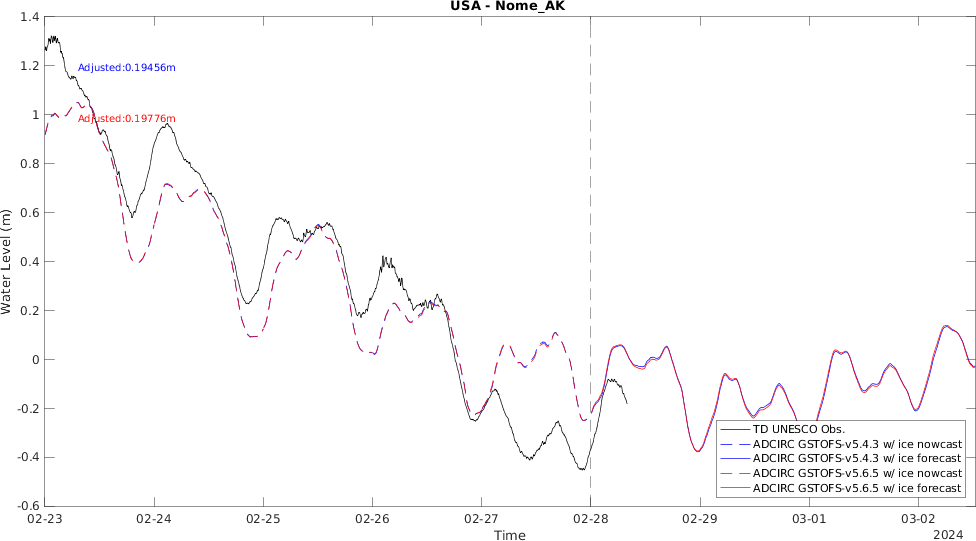 USA - Nome_AK
1.4
1.2
1
0.8
0.6
0.4
0.2
0
-0.2
-0.4
-0.6
Water Level (m)
Adjusted:0.19456m
Adjusted:0.19776m
TD UNESCO Obs.
ADCIRC GSTOFS-v5.4.3 w/ ice nowcast
ADCIRC GSTOFS-v5.4.3 w/ ice forecast
ADCIRC GSTOFS-v5.6.5 w/ ice nowcast
ADCIRC GSTOFS-v5.6.5 w/ ice forecast
02-23 02-24 02-25 02-26 02-27 02-28 02-29 03-01 03-02
Time
2024